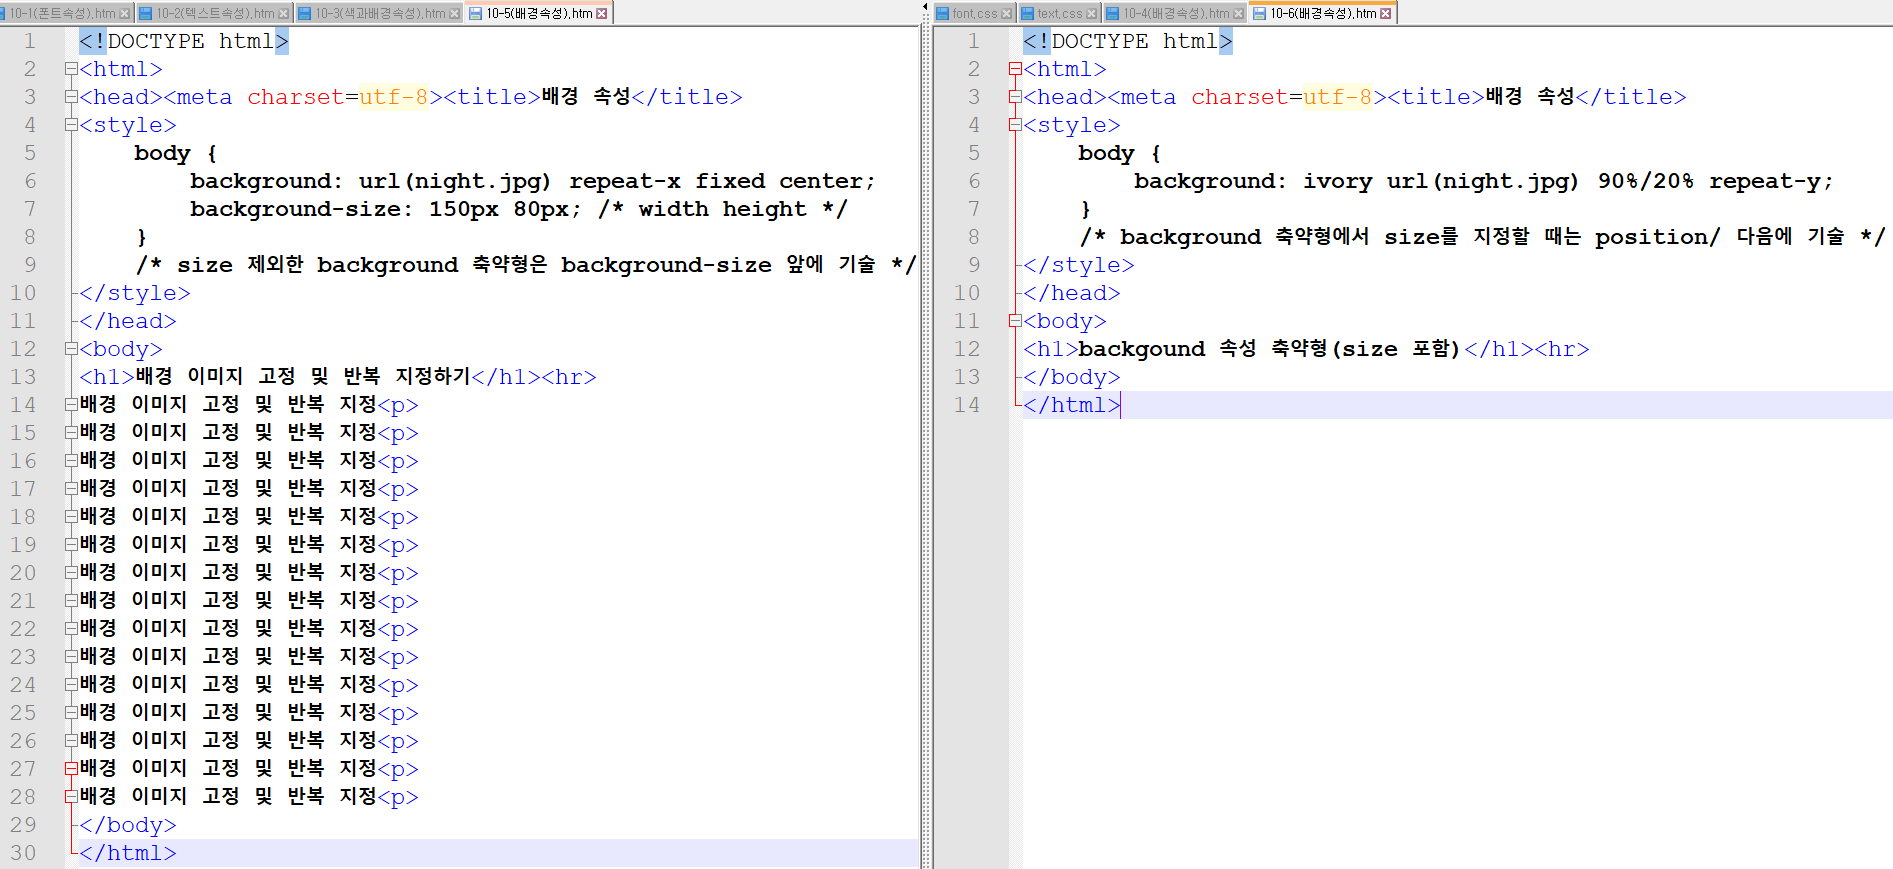 10-1(폰트속성).htm 10-2(텍스트속성).htm 10-3(색과배경속성).htm 10-5(배경속성).htm
1 <!DOCTYPE html>
2 <html>
3 <head><meta charset=utf-8><title>배경 속성</title>
4 <style>
5 body {
6 background: url(night.jpg) repeat-x fixed center;
7 background-size: 150px 80px; /* width height */
8 }
9 /* size 제외한 background 축약형은 background-size 앞에 기술 */
10 </style>
11 </head>
12 <body>
13 <h1>배경 이미지 고정 및 반복 지정하기</h1><hr>
14 배경 이미지 고정 및 반복 지정<p>
15 배경 이미지 고정 및 반복 지정<p>
16 배경 이미지 고정 및 반복 지정<p>
17 배경 이미지 고정 및 반복 지정<p>
18 배경 이미지 고정 및 반복 지정<p>
19 배경 이미지 고정 및 반복 지정<p>
20 배경 이미지 고정 및 반복 지정<p>
21 배경 이미지 고정 및 반복 지정<p>
22 배경 이미지 고정 및 반복 지정<p>
23 배경 이미지 고정 및 반복 지정<p>
24 배경 이미지 고정 및 반복 지정<p>
25 배경 이미지 고정 및 반복 지정<p>
26 배경 이미지 고정 및 반복 지정<p>
27 배경 이미지 고정 및 반복 지정<p>
28 배경 이미지 고정 및 반복 지정<p>
29 </body>
30 </html>
font.css text.css 10-4(배경속성).htm 10-6(배경속성).htm
1 <!DOCTYPE html>
2 <html>
3 <head><meta charset=utf-8><title>배경 속성</title>
4 <style>
5 body {
6 background: ivory url(night.jpg) 90%/20% repeat-y;
7 }
8 /* background 축약형에서 size를 지정할 때는 position/ 다음에 기술 */
9 </style>
10 </head>
11 <body>
12 <h1>backgound 속성 축약형(size 포함)</h1><hr>
13 </body>
14 </html>